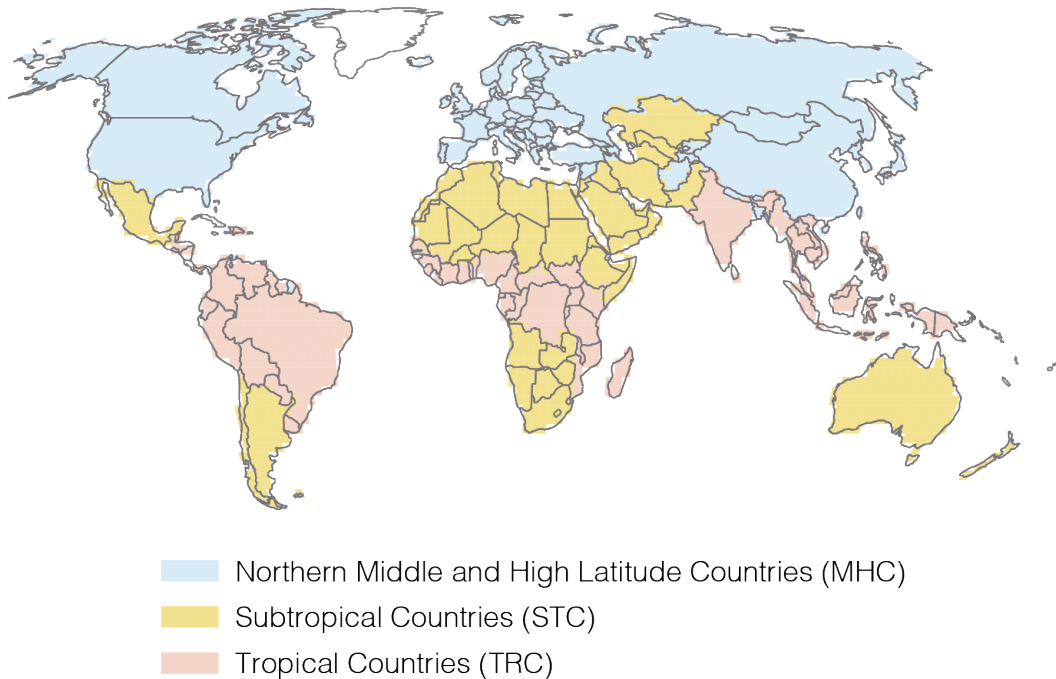 Northern Middle and High Latitude Countries (MHC)
Subtropical Countries (STC)
Tropical Countries (TRC)